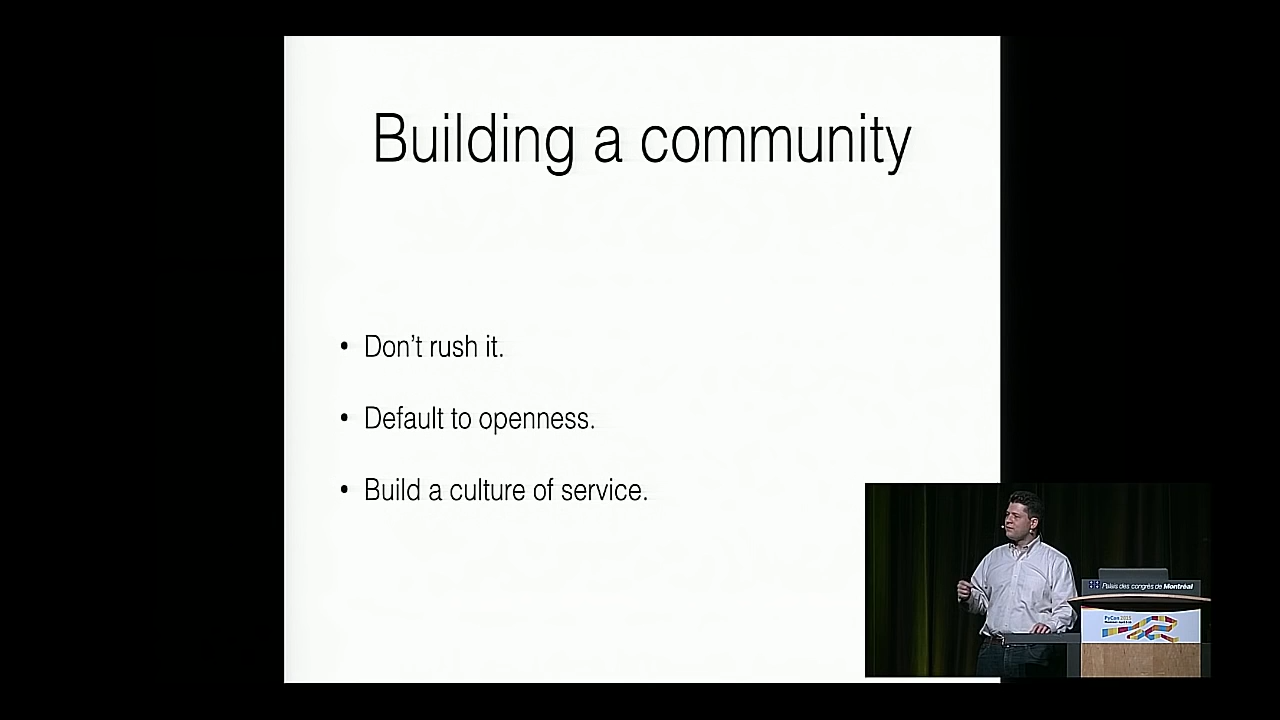 Building a community
• Don't rush it.
• Default to openness.
• Build a culture of service.
Palais des congrès de Montréal
PyCon 2015